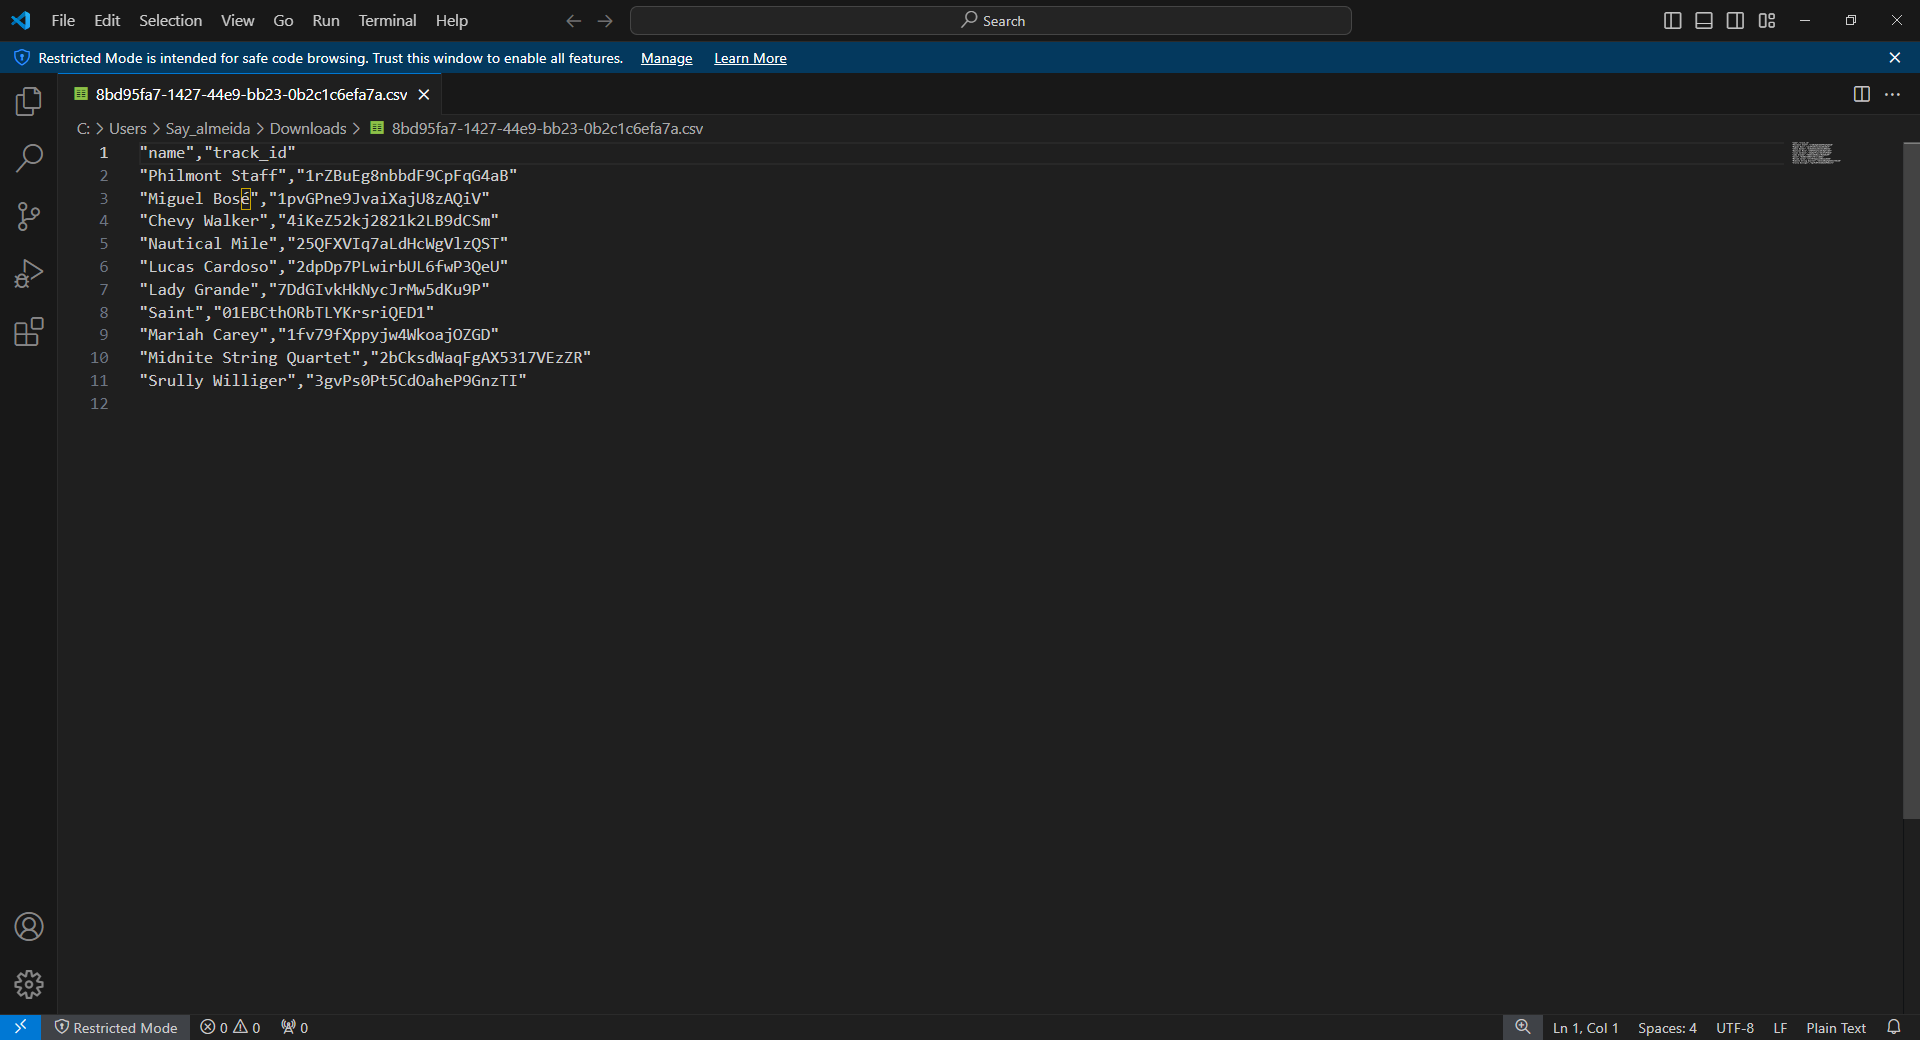 File Edit Selection View Go Run Terminal Help Search
Restricted Mode is intended for safe code browsing. Trust this window to enable all features. Manage Learn More
8bd95fa7-1427-44e9-bb23-0b2c1c6efa7a.csv
C: > Users > Say_almeida > Downloads > 8bd95fa7-1427-44e9-bb23-0b2c1c6efa7a.csv
1 "name","track_id"
2 "Philmont Staff","1rZBuEg8nbbdF9CpFqG4aB"
3 "Miguel Bosé","1pvGPne9JvaiXajU8zAQiV"
4 "Chevy Walker","4iKeZ52kj2821k2LB9dCSm"
5 "Nautical Mile","25QFXVIq7aLdHcWgVlzQST"
6 "Lucas Cardoso","2dpDp7PLwirbUL6fwP3QeU"
7 "Lady Grande","7DdGIvkHkNycJrMw5dKu9P"
8 "Saint","01EBCthORbTLYKrsriQED1"
9 "Mariah Carey","1fv79fXppyjw4WkoajOZGD"
10 "Midnite String Quartet","2bCksdWaqFgAX5317VEzZR"
11 "Srully Williger","3gvPs0Pt5CdOaheP9GnzTI"
12
Restricted Mode 0 0 0 Ln 1, Col 1 Spaces: 4 UTF-8 LF Plain Text